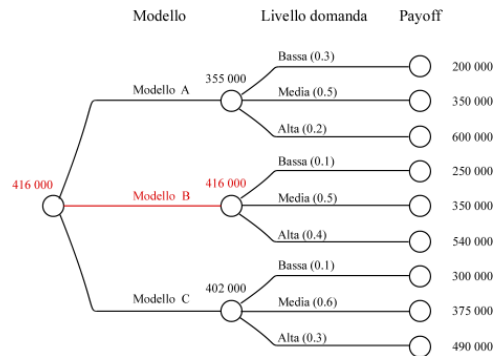 Modello Livello domanda Payoff
Bassa (0.3) 200 000
355 000
Modello A Media (0.5) 350 000
Alta (0.2) 600 000
Bassa (0.1) 250 000
416 000 Modello B 416 000 Media (0.5) 350 000
Alta (0.4) 540 000
Bassa (0.1) 300 000
402 000
Modello C Media (0.6) 375 000
Alta (0.3) 490 000